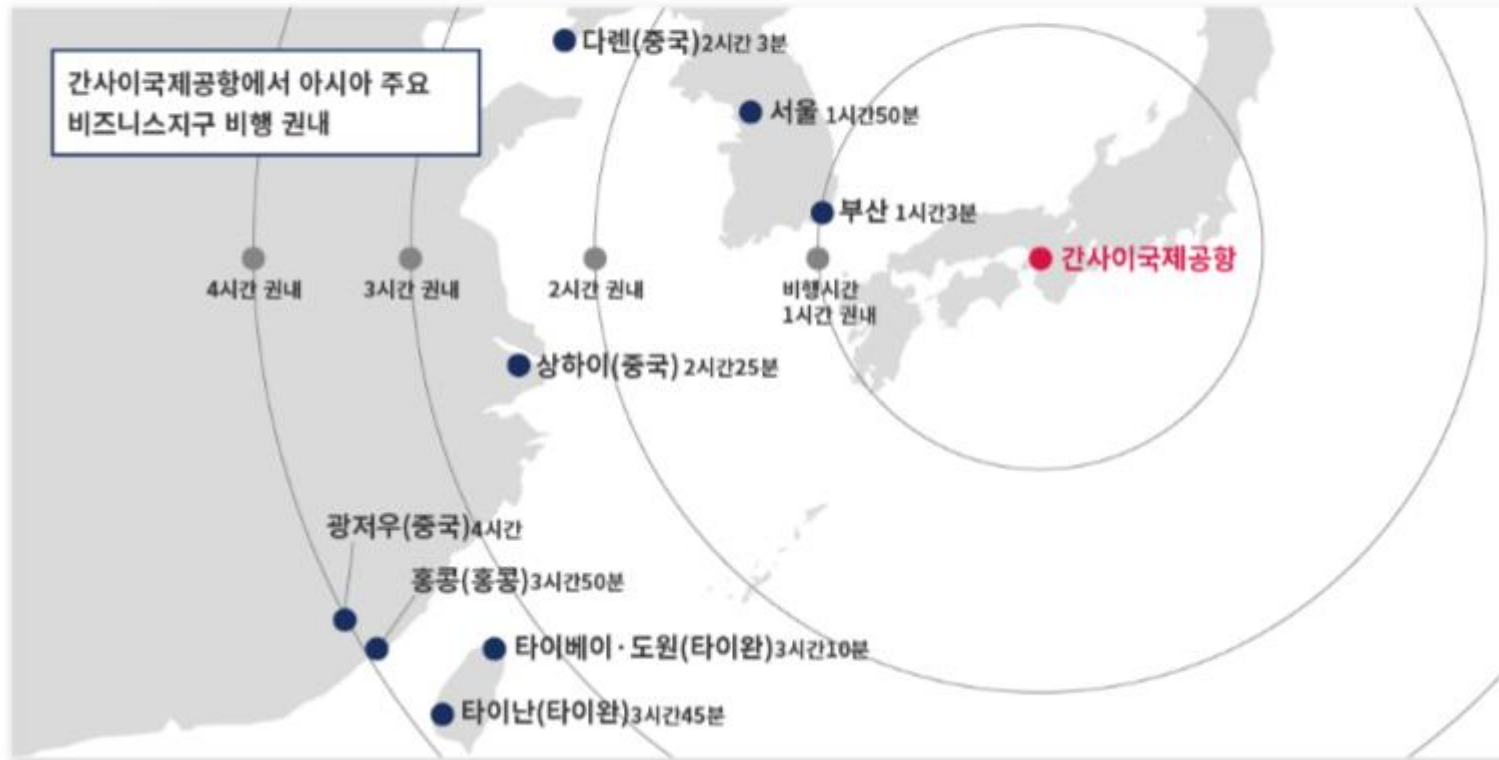 간사이국제공항에서 아시아 주요
비즈니스지구 비행 권내
다롄(중국)2시간 3분
서울 1시간50분
부산 1시간3분
간사이국제공항
4시간 권내
3시간 권내
2시간 권내
비행시간
1시간 권내
상하이(중국) 2시간25분
광저우(중국)4시간
홍콩(홍콩)3시간50분
타이베이·도원(타이완)3시간10분
타이난(타이완)3시간45분